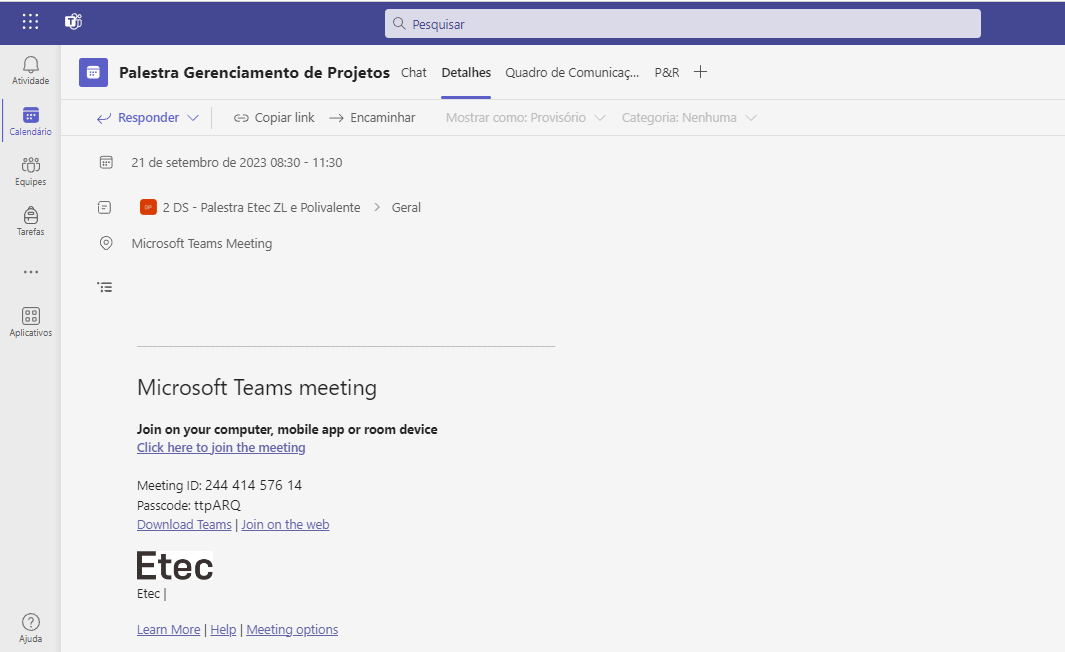 Pesquisar
Atividade
Calendário
Equipes
Tarefas
Aplicativos
Ajuda
Palestra Gerenciamento de Projetos Chat Detalhes Quadro de Comunicaç... P&R
Responder Copiar link Encaminhar Mostrar como: Provisório Categoria: Nenhuma
21 de setembro de 2023 08:30 - 11:30
2 DS - Palestra Etec ZL e Polivalente > Geral
Microsoft Teams Meeting
Microsoft Teams meeting
Join on your computer, mobile app or room device
Click here to join the meeting
Meeting ID: 244 414 576 14
Passcode: ttpARQ
Download Teams | Join on the web
Etec
Etec |
Learn More | Help | Meeting options